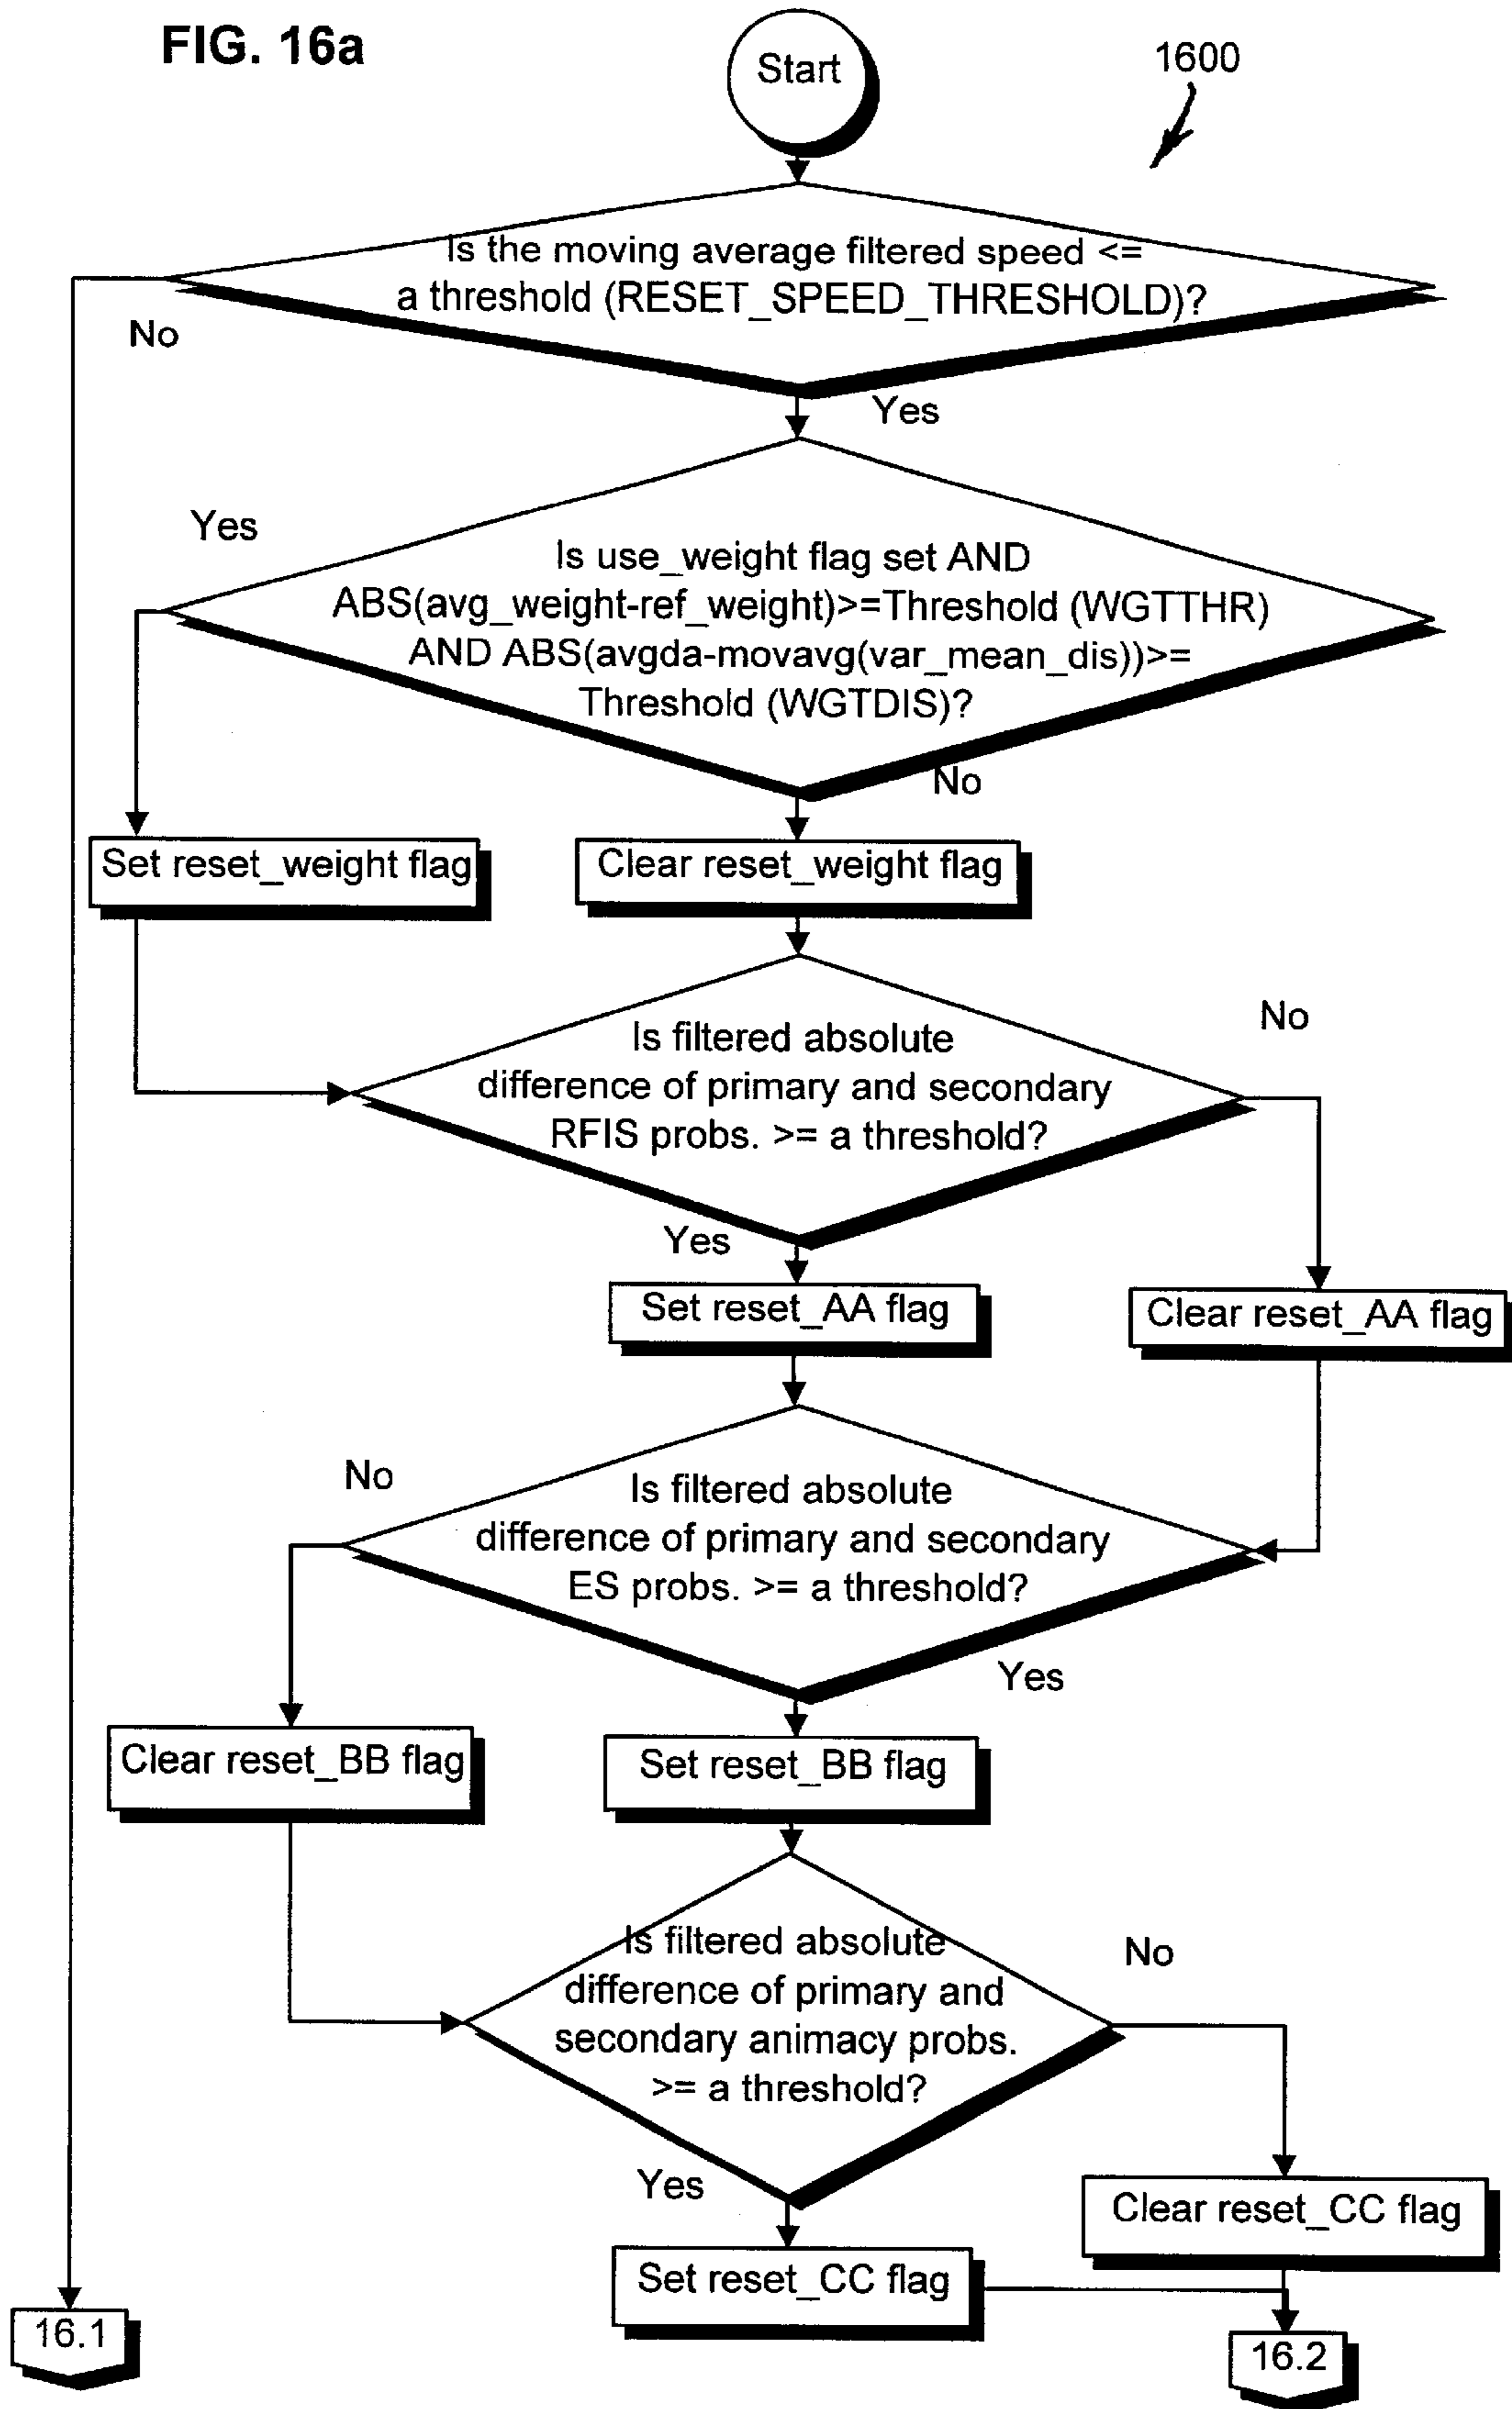 FIG. 16a
Start
1600
Is the moving average filtered speed <=
a threshold (RESET_SPEED_THRESHOLD)?
No
Yes
Yes
Is use_weight flag set AND
ABS(avg_weight-ref_weight)>=Threshold (WGTTHR)
AND ABS(avgda-movavg(var_mean_dis))>=
Threshold (WGTDIS)?
No
Set reset_weight flag
Clear reset_weight flag
Is filtered absolute
difference of primary and secondary
RFIS probs. >= a threshold?
No
Yes
Set reset_AA flag
Clear reset_AA flag
No
Is filtered absolute
difference of primary and secondary
ES probs. >= a threshold?
Yes
Clear reset_BB flag
Set reset_BB flag
Is filtered absolute
difference of primary and
secondary animacy probs.
>= a threshold?
No
Yes
Clear reset_CC flag
Set reset_CC flag
16.1
16.2